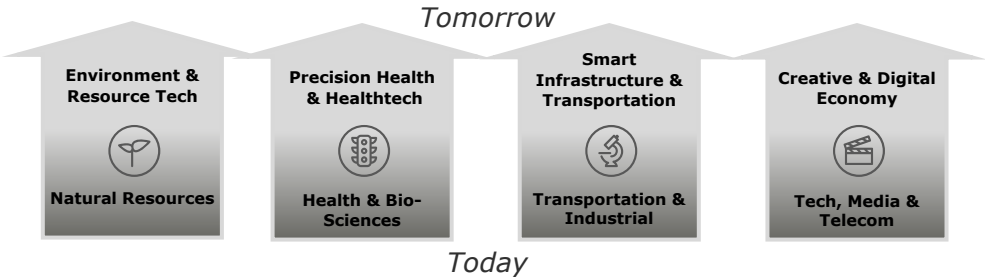 Tomorrow
Environment &
Resource Tech
Natural Resources
Precision Health
& Healthtech
Health & Bio-
Sciences
Smart
Infrastructure &
Transportation
Transportation &
Industrial
Creative & Digital
Economy
Tech, Media &
Telecom
Today